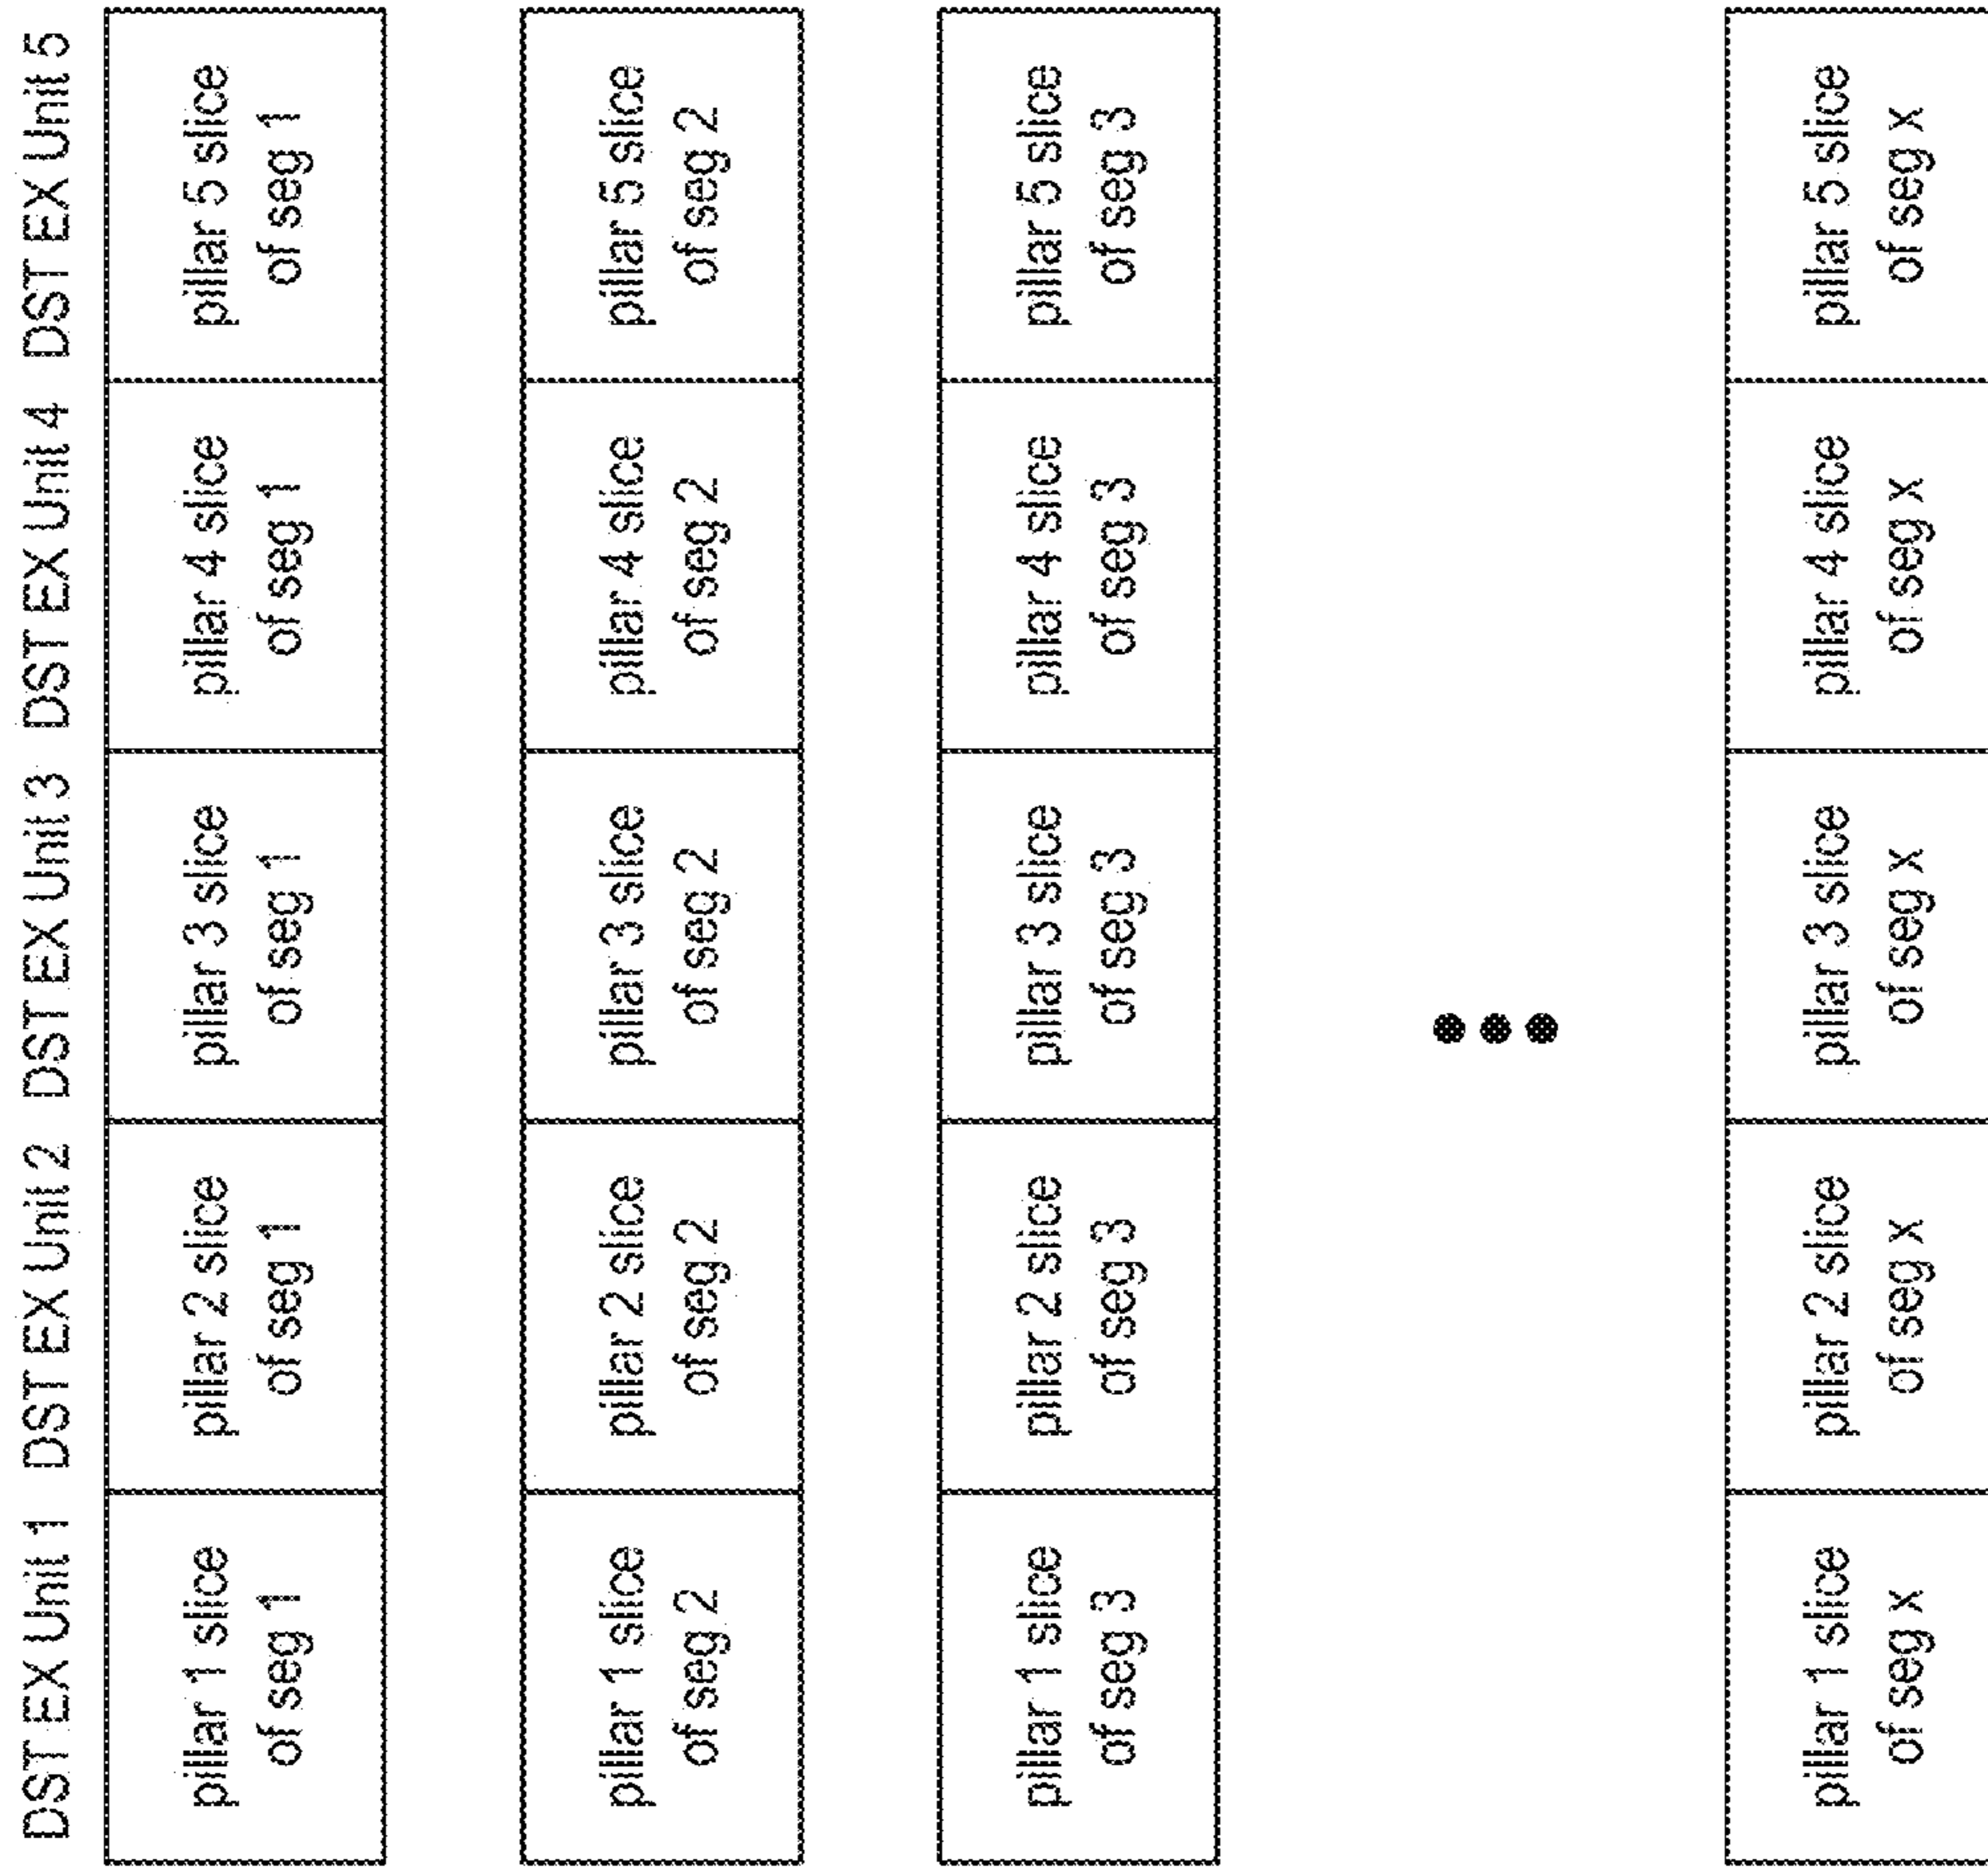 DST EX Unit 1 DST EX Unit 2 DST EX Unit 3 DST EX Unit 4 DST EX Unit 5
pillar 1 slice
of seg 1
pillar 2 slice
of seg 1
pillar 3 slice
of seg 1
pillar 4 slice
of seg 1
pillar 5 slice
of seg 1
pillar 1 slice
of seg 2
pillar 2 slice
of seg 2
pillar 3 slice
of seg 2
pillar 4 slice
of seg 2
pillar 5 slice
of seg 2
pillar 1 slice
of seg 3
pillar 2 slice
of seg 3
pillar 3 slice
of seg 3
pillar 4 slice
of seg 3
pillar 5 slice
of seg 3
pillar 1 slice
of seg x
pillar 2 slice
of seg x
pillar 3 slice
of seg x
pillar 4 slice
of seg x
pillar 5 slice
of seg x